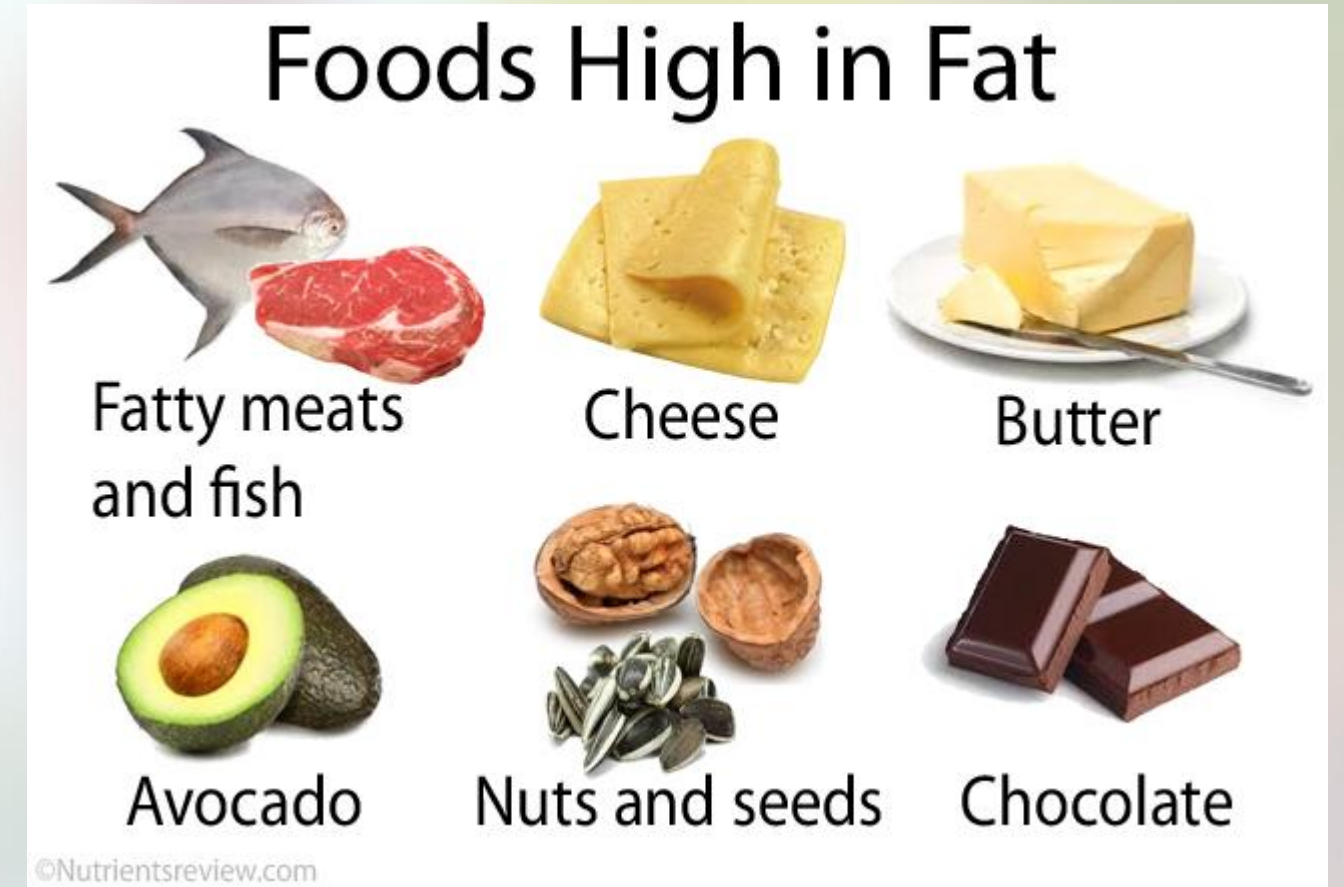 Foods High in Fat
Fatty meats
and fish
Cheese
Butter
Avocado
Nuts and seeds
Chocolate
©Nutrientsreview.com